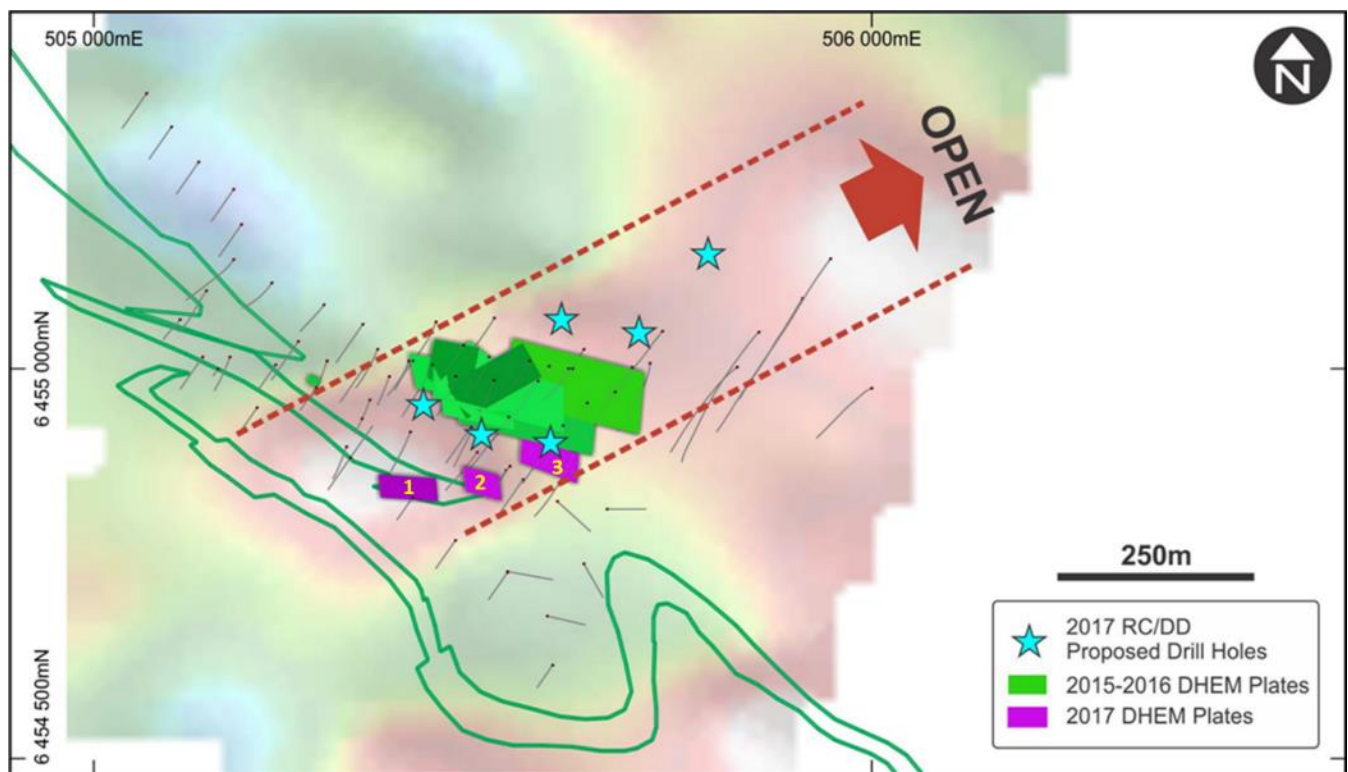 505 000mE
506 000mE
N
OPEN
6 455 000mN
1
2
3
250m
2017 RC/DD
Proposed Drill Holes
2015-2016 DHEM Plates
2017 DHEM Plates
6 454 500mN